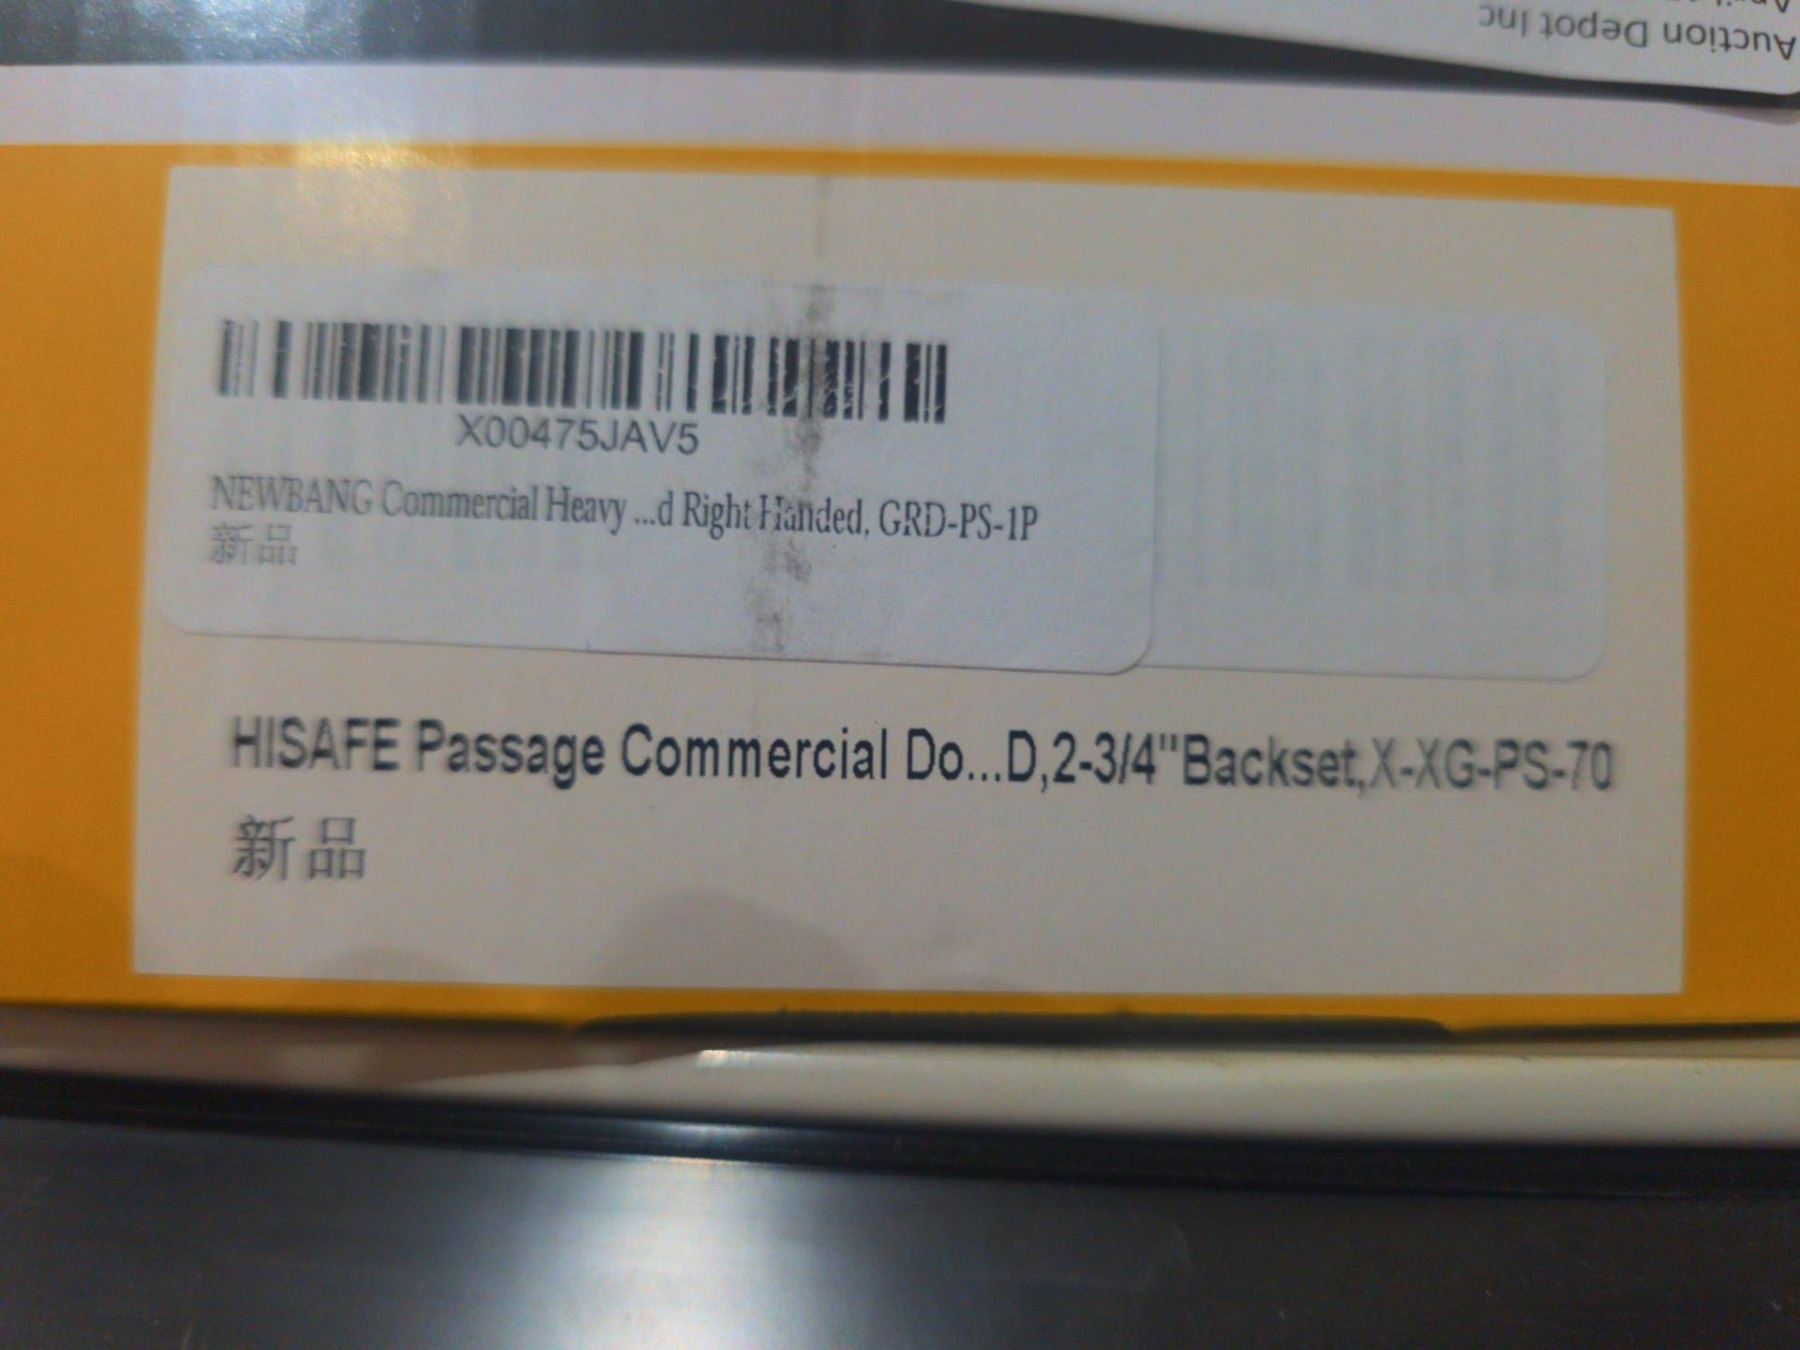 Auction Depot Inc
X00475JAV5
NEWBANG Commercial Heavy ...d Right Handed, GRD-PS-1P
新品
HISAFE Passage Commercial Do...D,2-3/4"Backset,X-XG-PS-70
新品